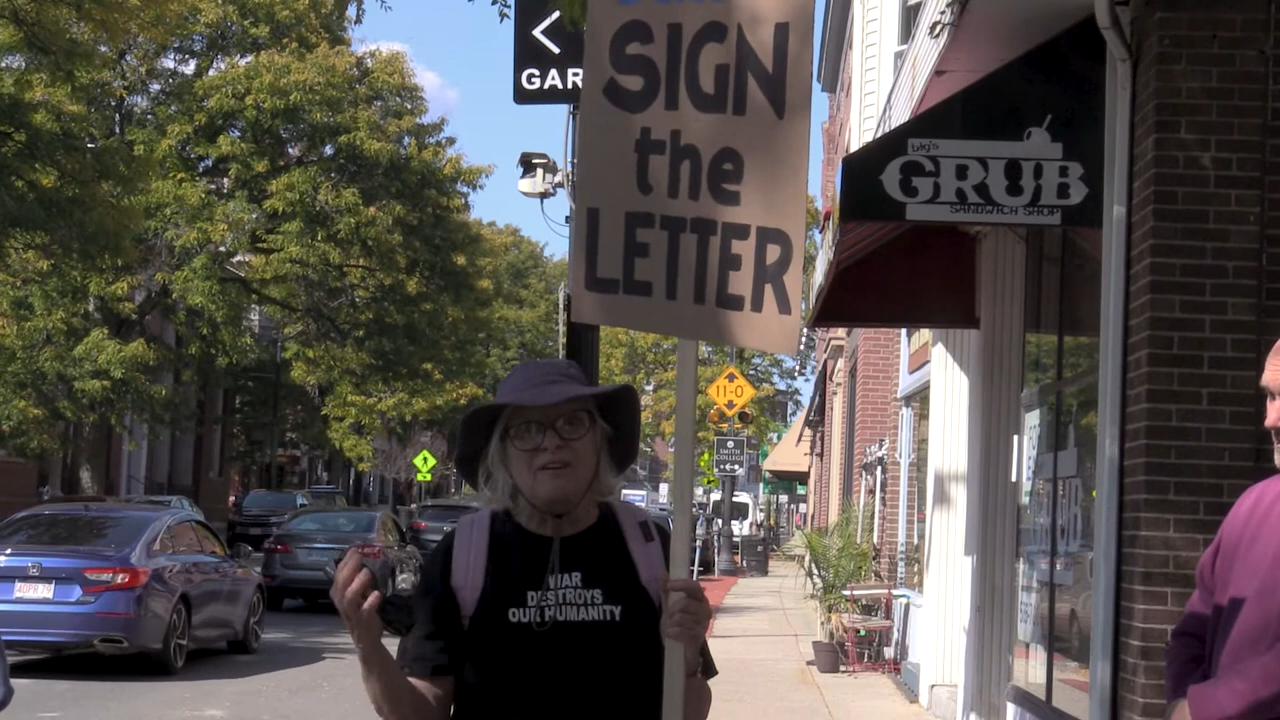 <
GAR
SIGN
the
LETTER
big's
GRUB
SANDWICH SHOP
11-0
SMITH
COLLEGE
←
WAR
DESTROYS
OUR HUMANITY